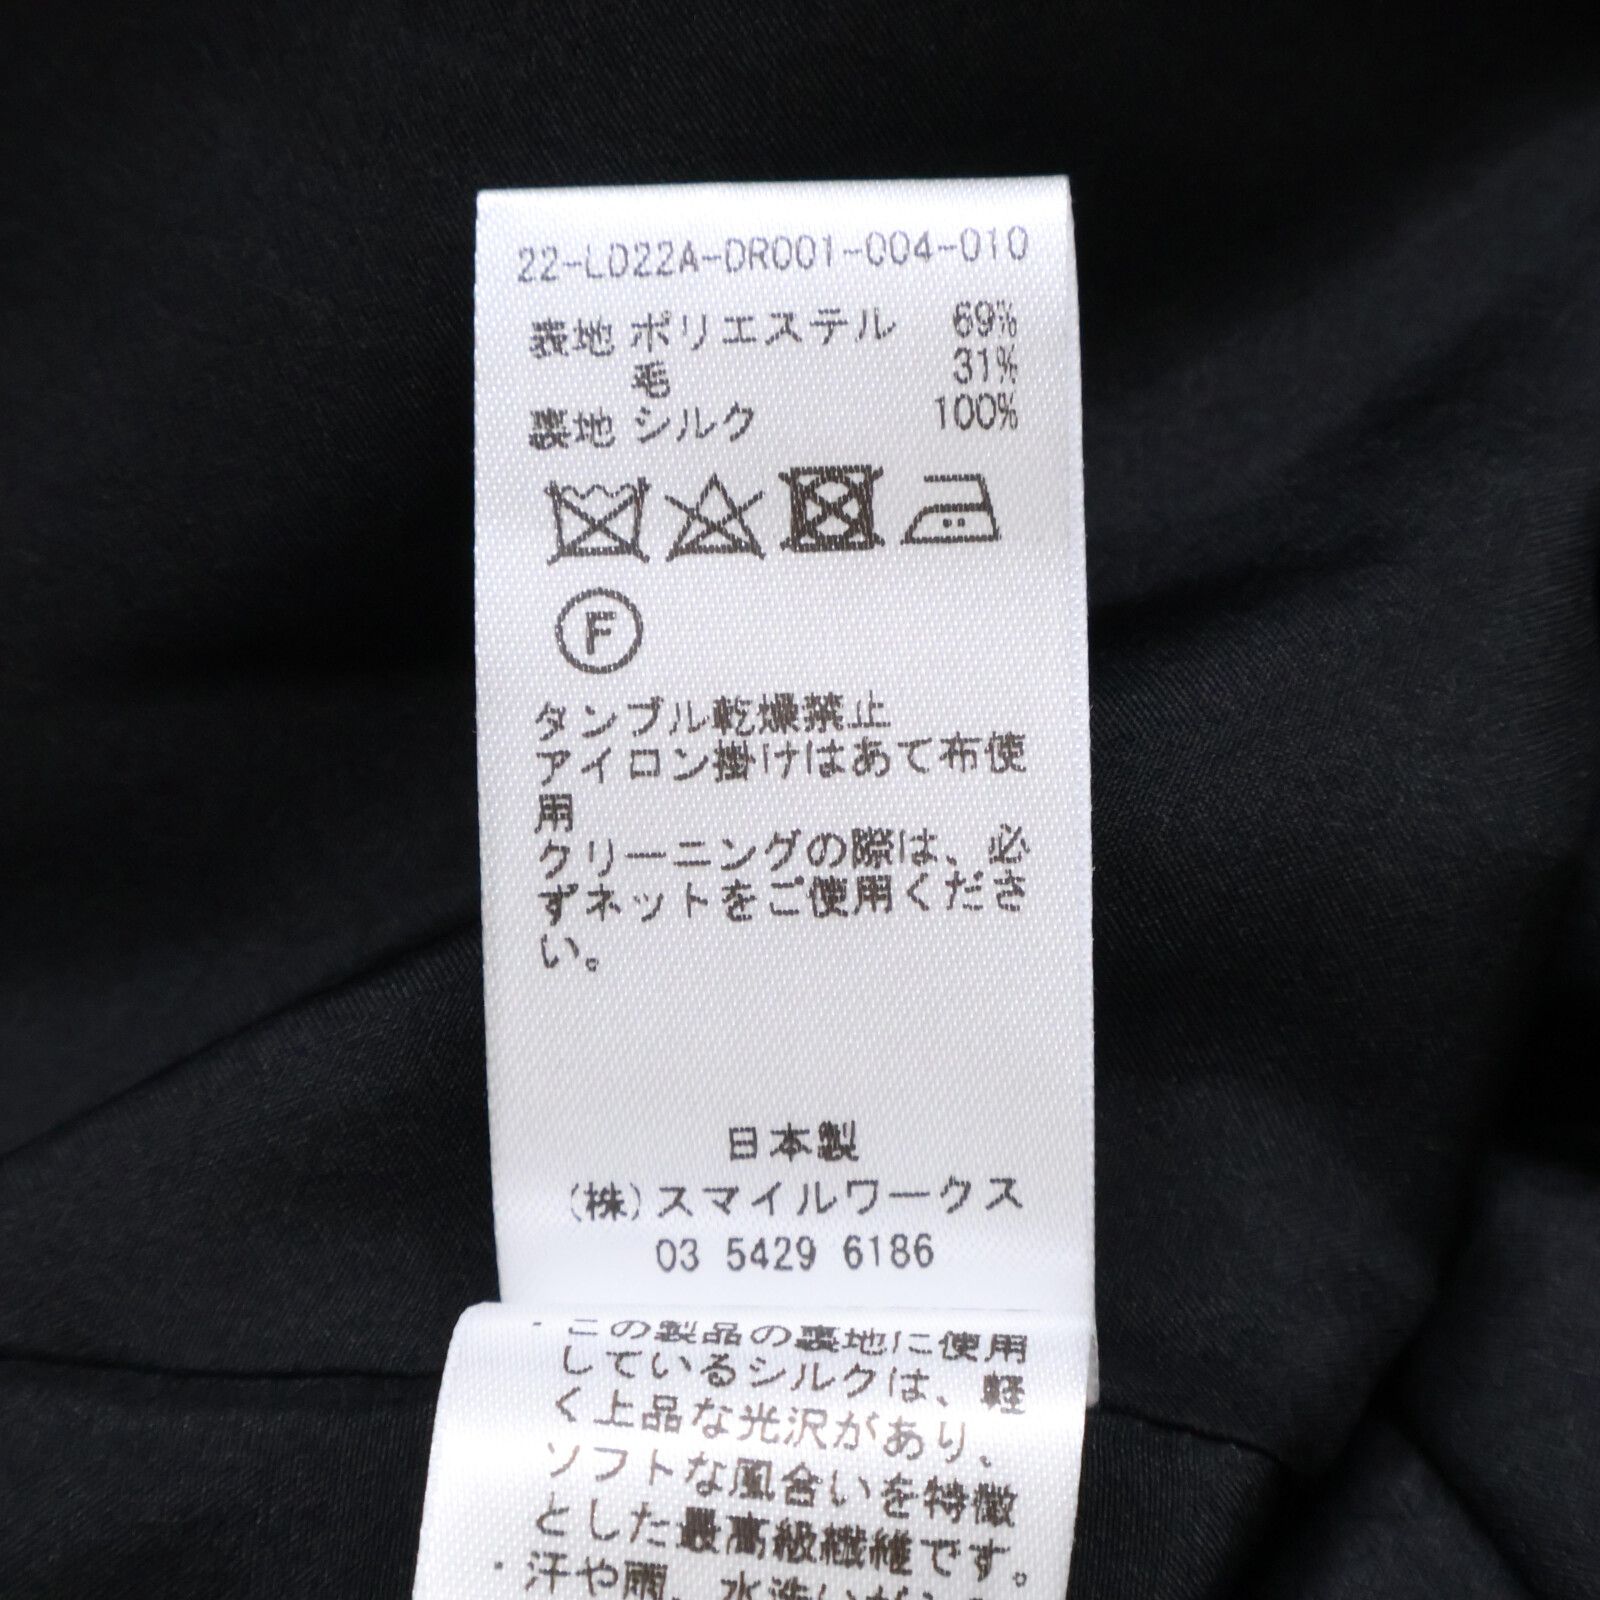 22-LD22A-DR001-004-010
表地 ポリエステル 69%
毛 31%
裏地 シルク 100%
F
タンブル乾燥禁止
アイロン掛けはあて布使
用
クリーニングの際は、必
ずネットをご使用くださ
い。
日本製
(株)スマイルワークス
03 5429 6186
・この製品の裏地に使用
しているシルクは、軽
く上品な光沢があり、
ソフトな風合いを特徴
とした最高級繊維です。
・汗や雨、水洗い